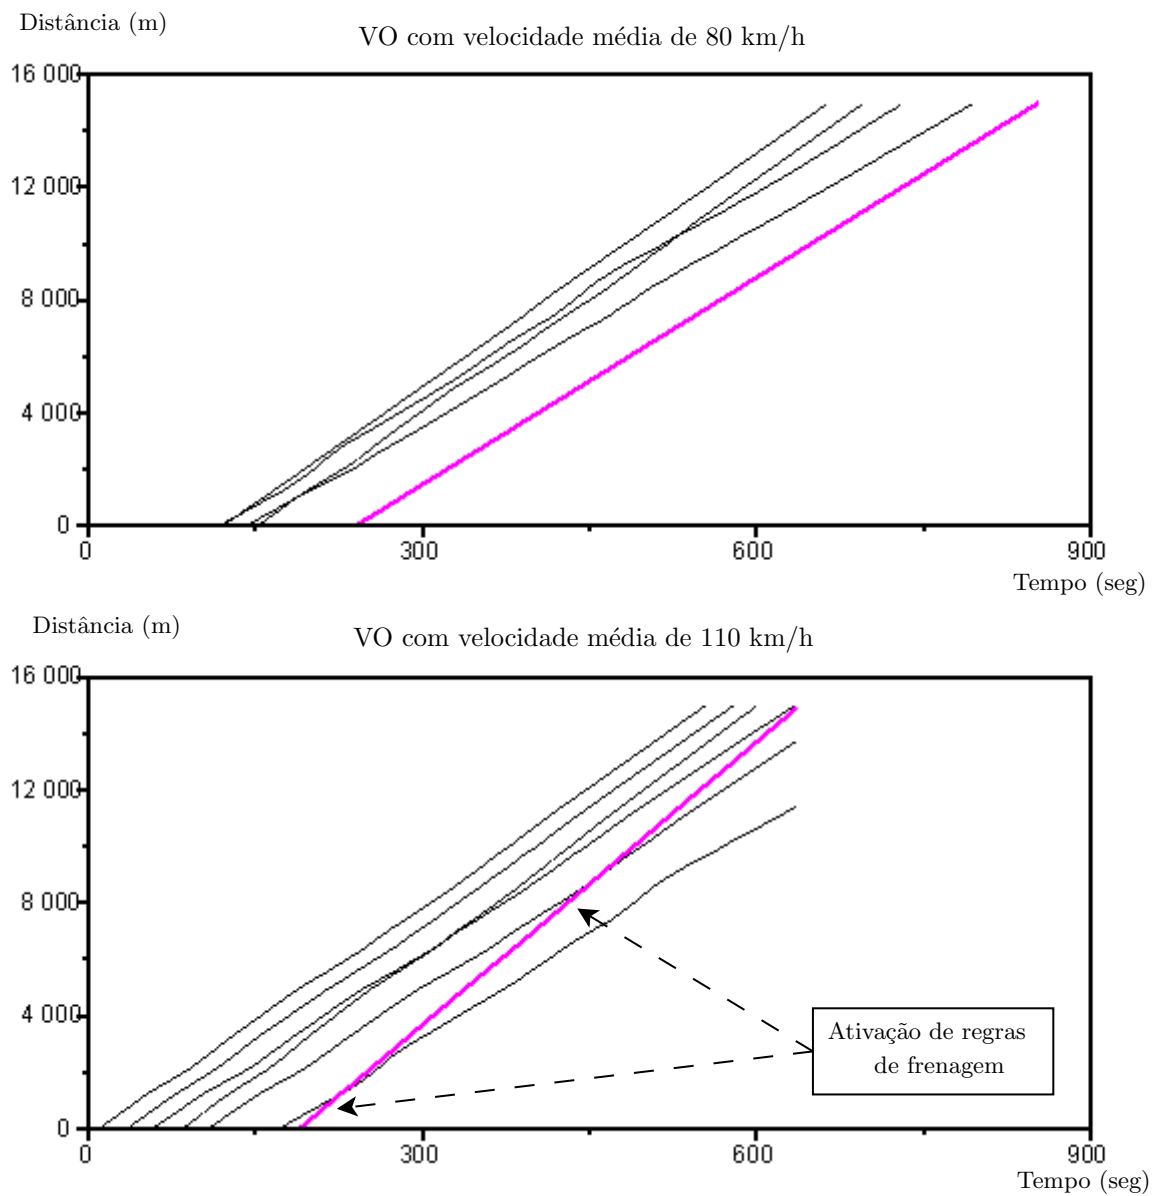 Distância (m)
VO com velocidade média de 80 km/h
16 000
12 000
8 000
4 000
0
0 300 600 900
Tempo (seg)
Distância (m)
VO com velocidade média de 110 km/h
16 000
12 000
8 000
4 000
Ativação de regras
de frenagem
0
0 300 600 900
Tempo (seg)